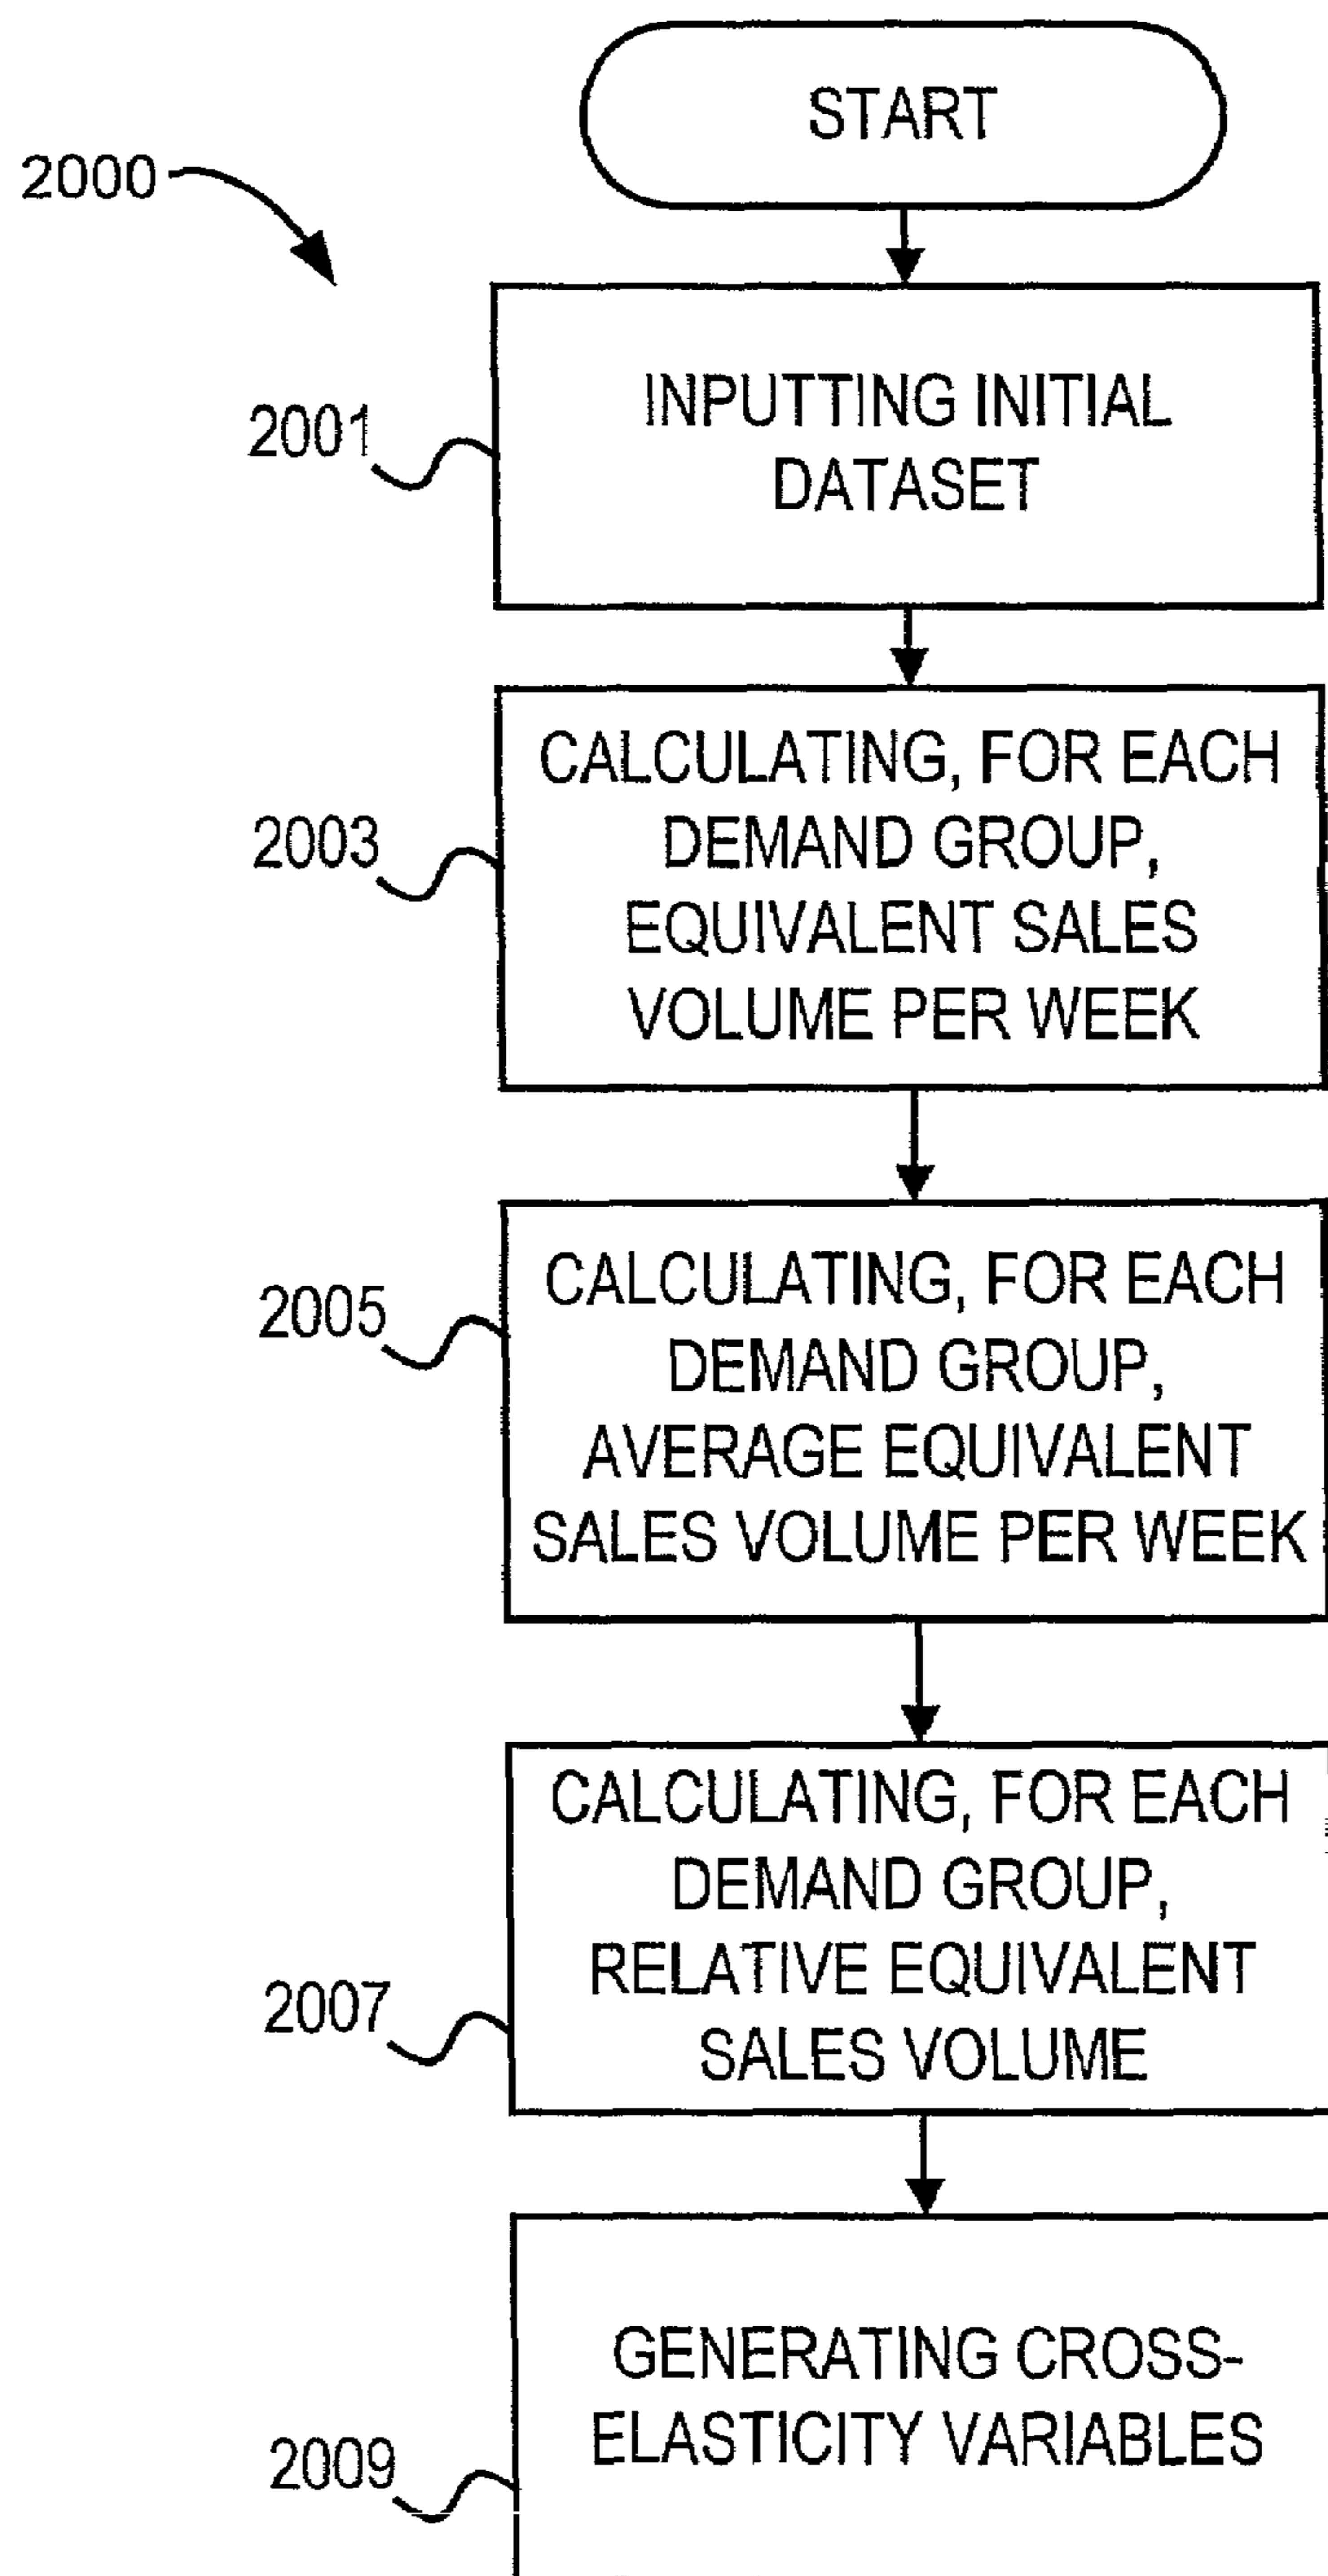 START
2000
INPUTTING INITIAL
DATASET
2001
CALCULATING, FOR EACH
DEMAND GROUP,
EQUIVALENT SALES
VOLUME PER WEEK
2003
CALCULATING, FOR EACH
DEMAND GROUP,
AVERAGE EQUIVALENT
SALES VOLUME PER WEEK
2005
CALCULATING, FOR EACH
DEMAND GROUP,
RELATIVE EQUIVALENT
SALES VOLUME
2007
GENERATING CROSS-
ELASTICITY VARIABLES
2009